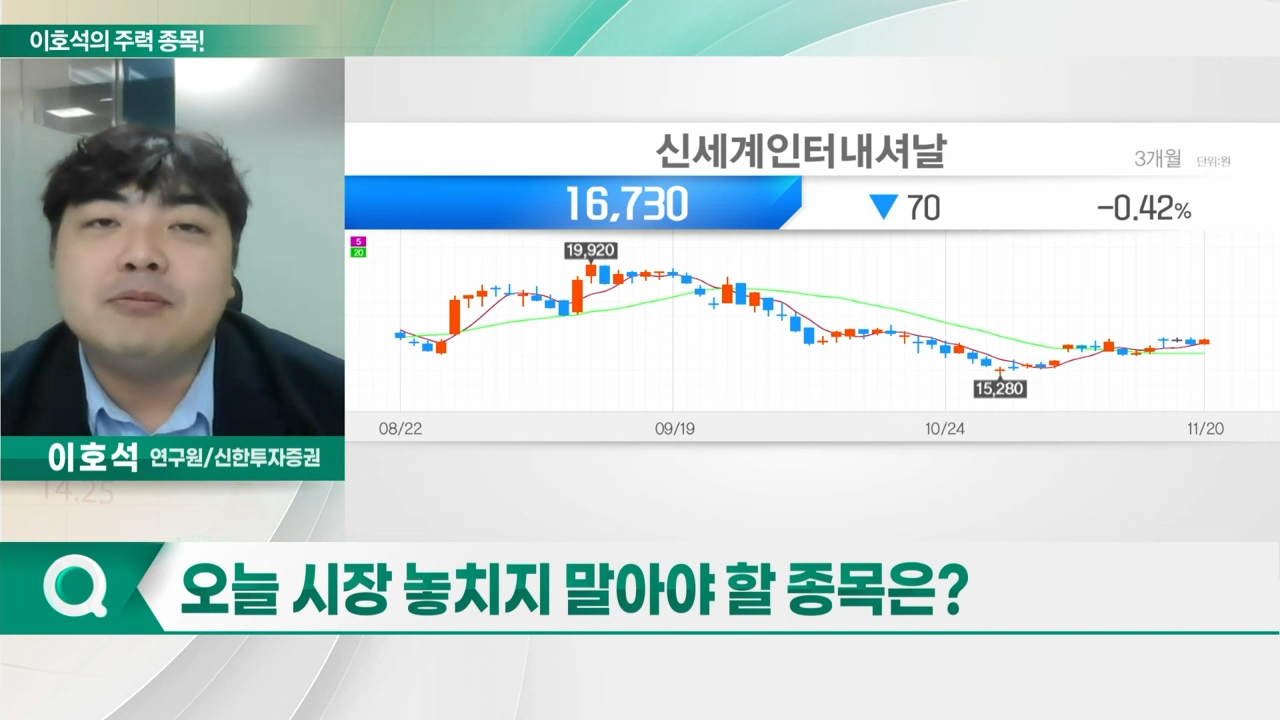 이호석의 주력 종목!
신세계인터내셔날
3개월 단위:원
16,730 ▼ 70 -0.42%
5
20
19,920
15,280
08/22 09/19 10/24 11/20
이호석 연구원/신한투자증권
14.25
Q 오늘 시장 놓치지 말아야 할 종목은?